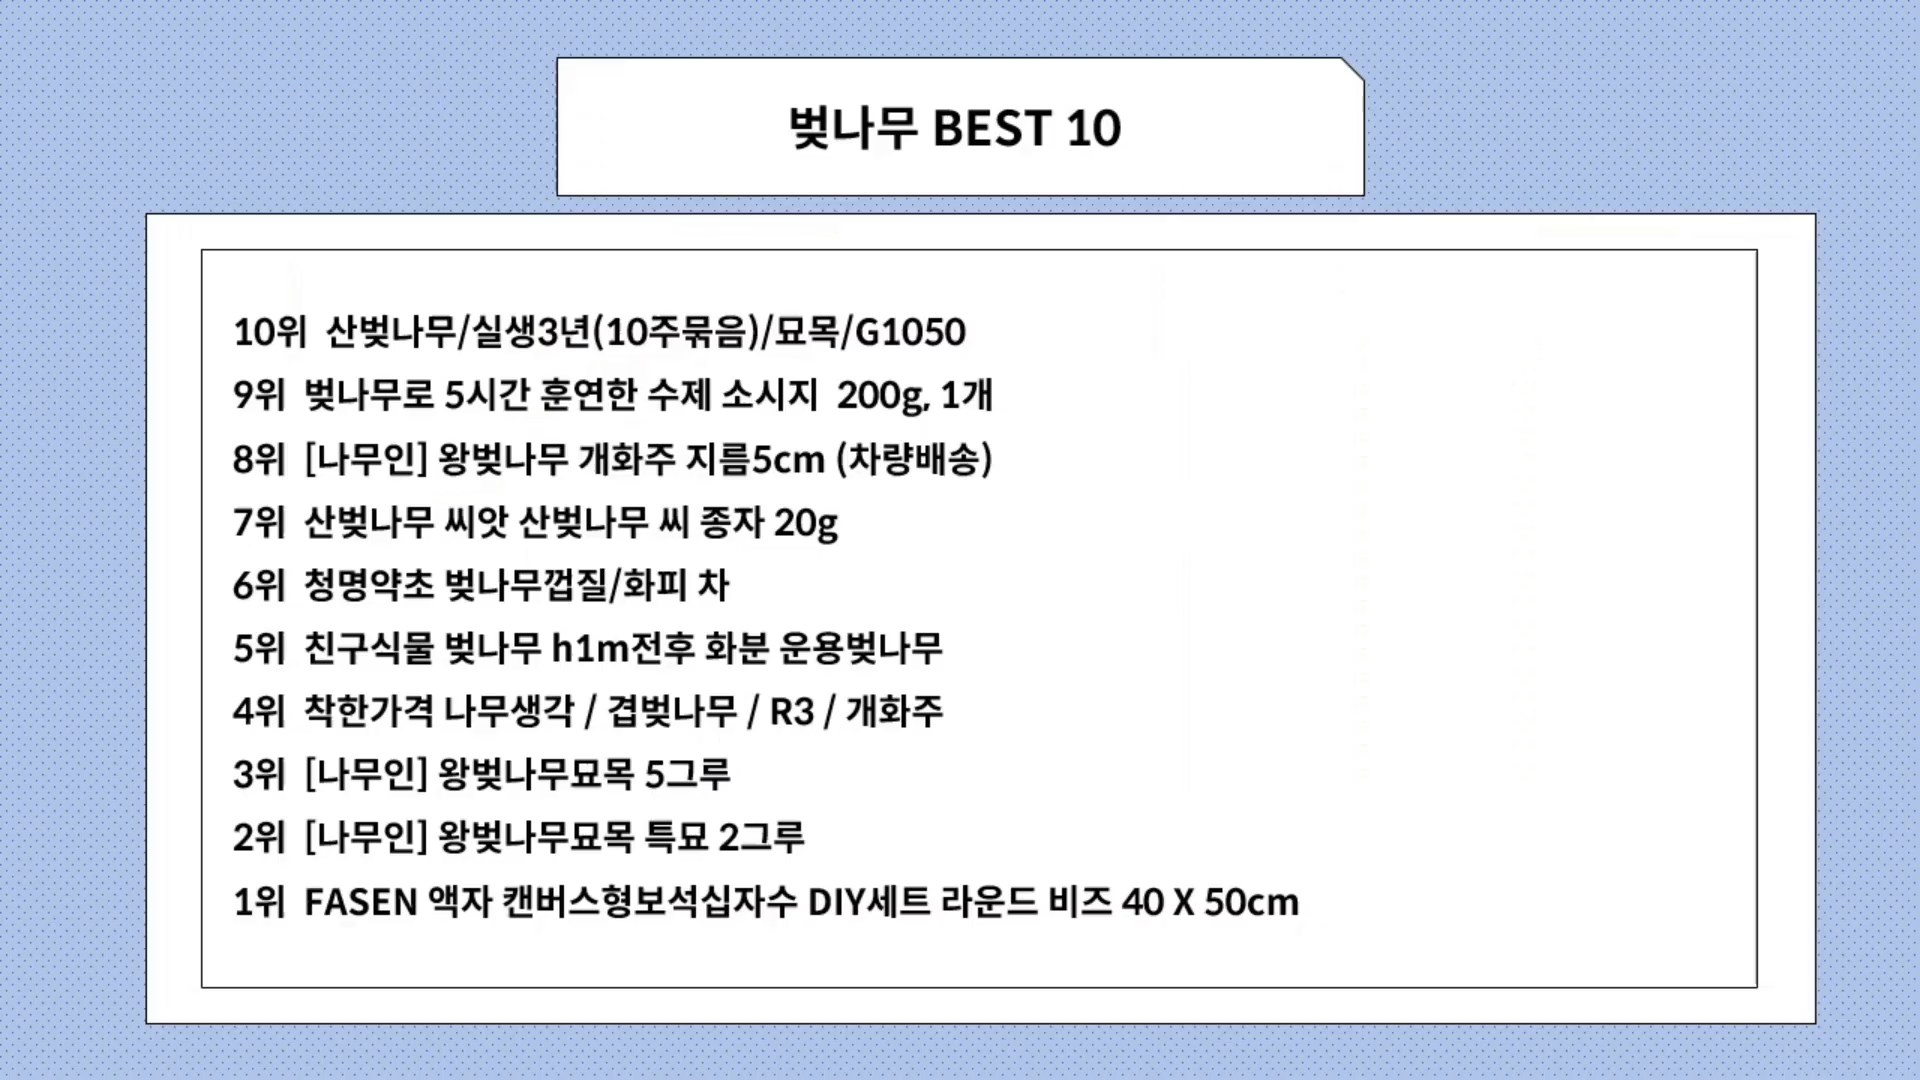 벚나무 BEST 10
10위 산벚나무/실생3년(10주묶음)/묘목/G1050
9위 벚나무로 5시간 훈연한 수제 소시지 200g, 1개
8위 [나무인] 왕벚나무 개화주 지름5cm (차량배송)
7위 산벚나무 씨앗 산벚나무 씨 종자 20g
6위 청명약초 벚나무껍질/화피 차
5위 친구식물 벚나무 h1m전후 화분 운용벚나무
4위 착한가격 나무생각 / 겹벚나무 / R3 / 개화주
3위 [나무인] 왕벚나무묘목 5그루
2위 [나무인] 왕벚나무묘목 특묘 2그루
1위 FASEN 액자 캔버스형보석십자수 DIY세트 라운드 비즈 40 X 50cm